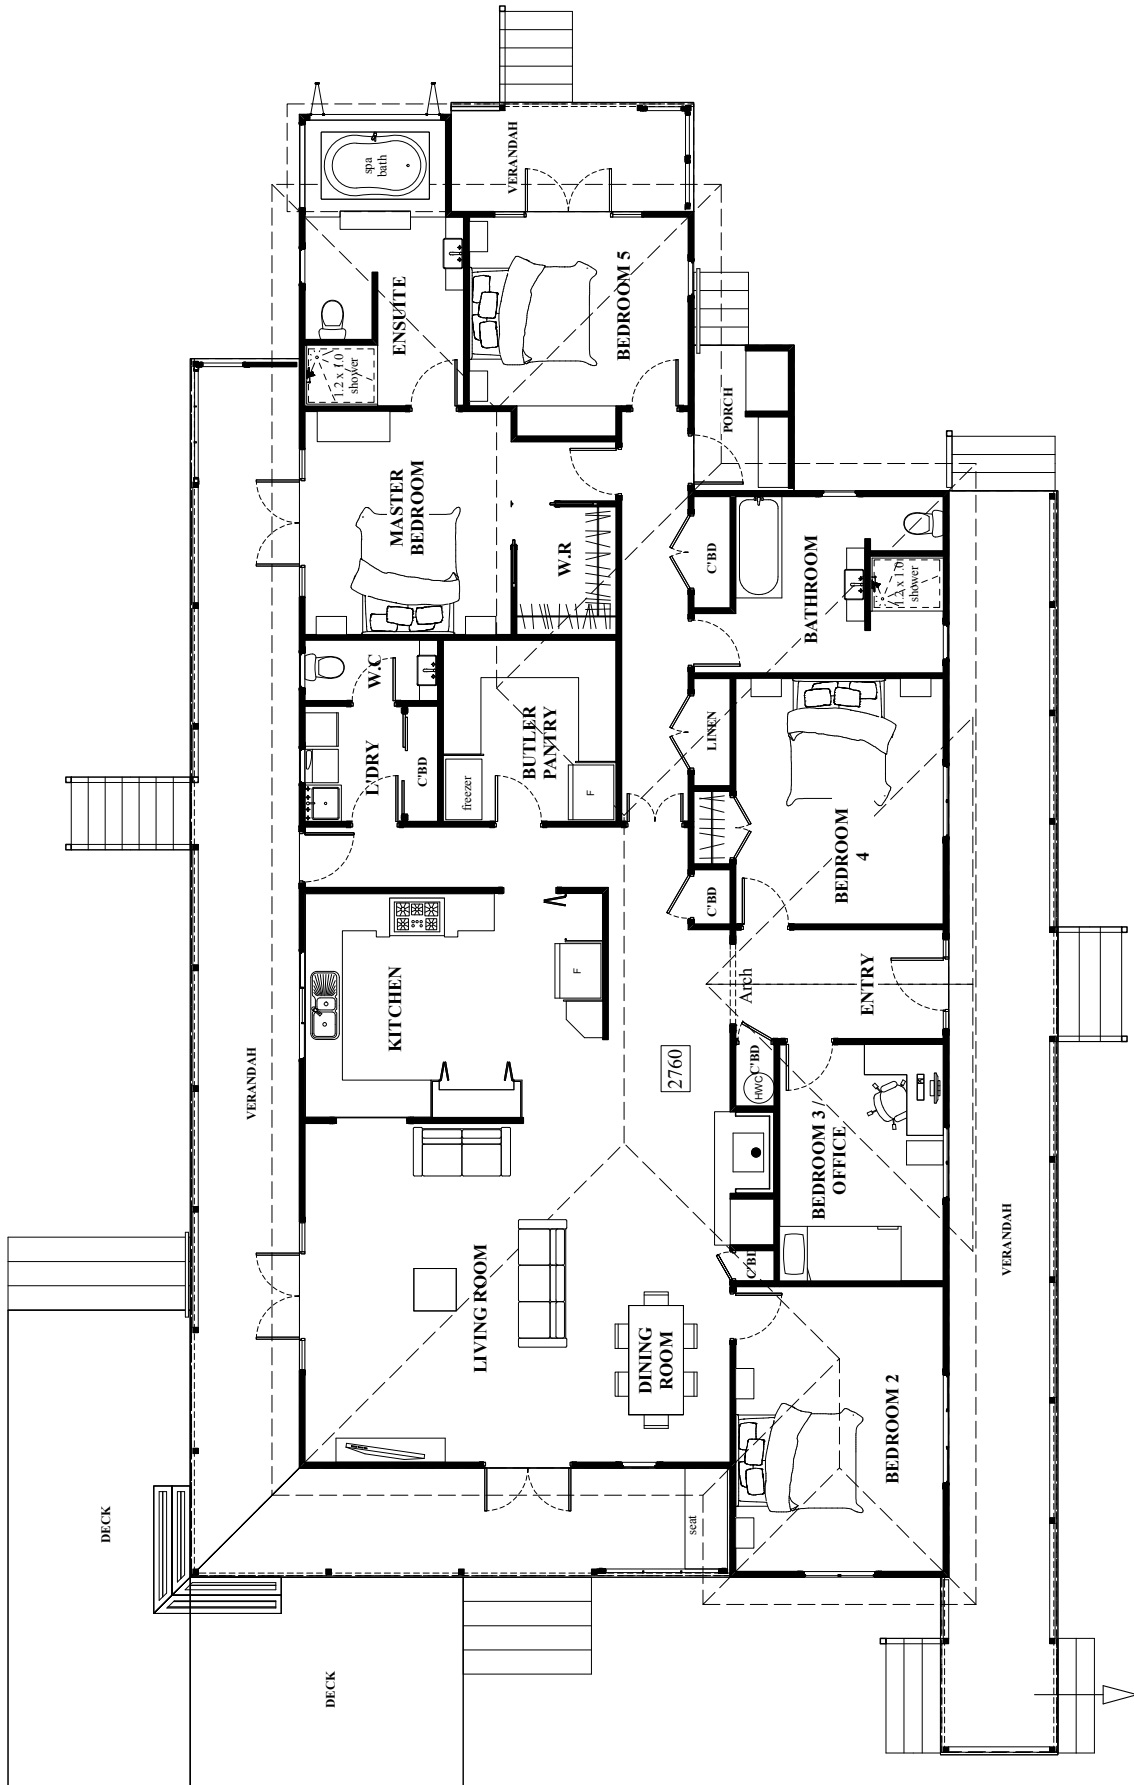 DECK
DECK
VERANDAH
VERANDAH
VERANDAH
seat
LIVING ROOM
DINING
ROOM
BEDROOM 2
C'BD
BEDROOM 3
OFFICE
HWC
C'BD
2760
KITCHEN
F
Arch
ENTRY
C'BD
BEDROOM
4
L'DRY
C'BD
W.C
freezer
BUTLER
PANTRY
F
LINEN
MASTER
BEDROOM
W.R
C'BD
BATHROOM
1.2 x 1.0
shower
PORCH
1.2 x 1.0
shower
ENSUITE
BEDROOM 5
spa
bath